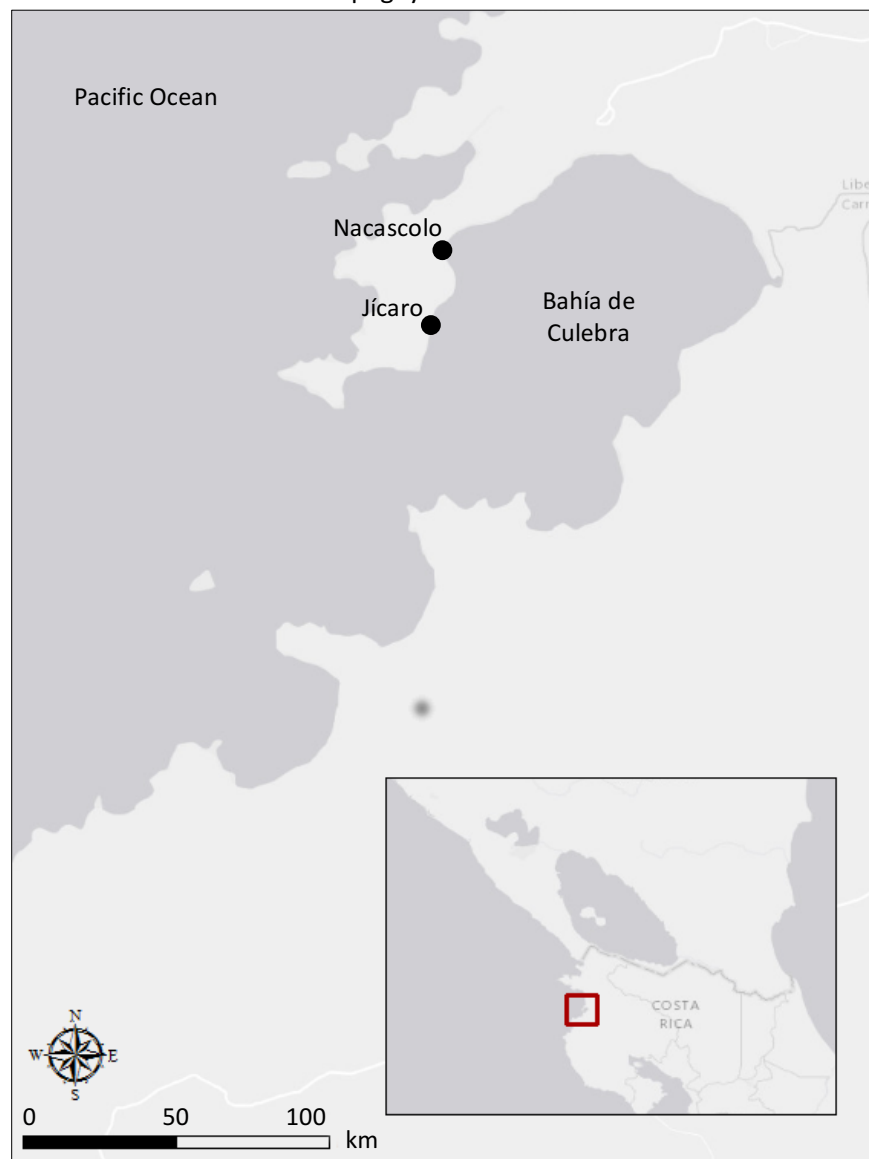 Pacific Ocean
Nacascolo
Jícaro
Bahía de
Culebra
COSTA
RICA
N
W
E
S
0
50
100
km